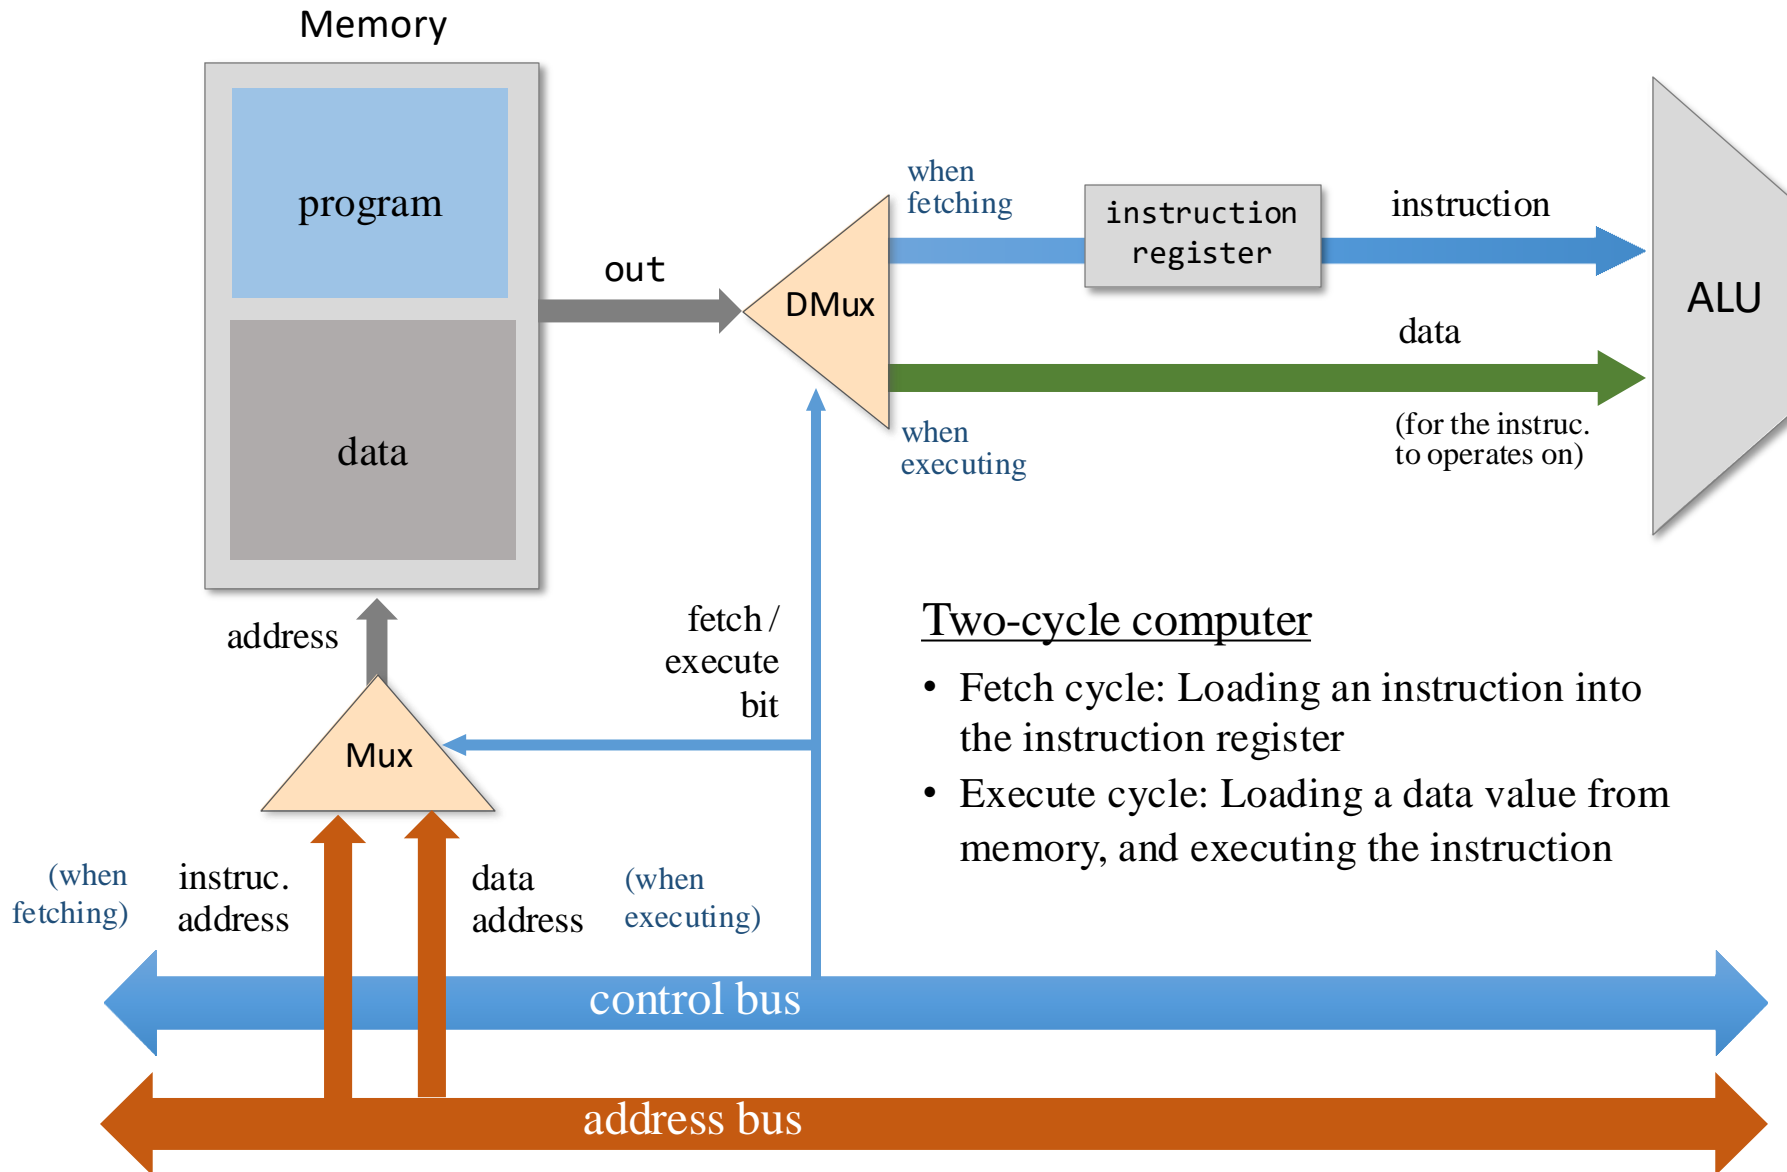 Memory
program
data
out
DMux
when
fetching
instruction
register
instruction
data
(for the instruc.
to operates on)
when
executing
ALU
address
Mux
fetch /
execute
bit
Two-cycle computer
• Fetch cycle: Loading an instruction into
the instruction register
• Execute cycle: Loading a data value from
memory, and executing the instruction
(when
fetching)
instruc.
address
data
address
(when
executing)
control bus
address bus